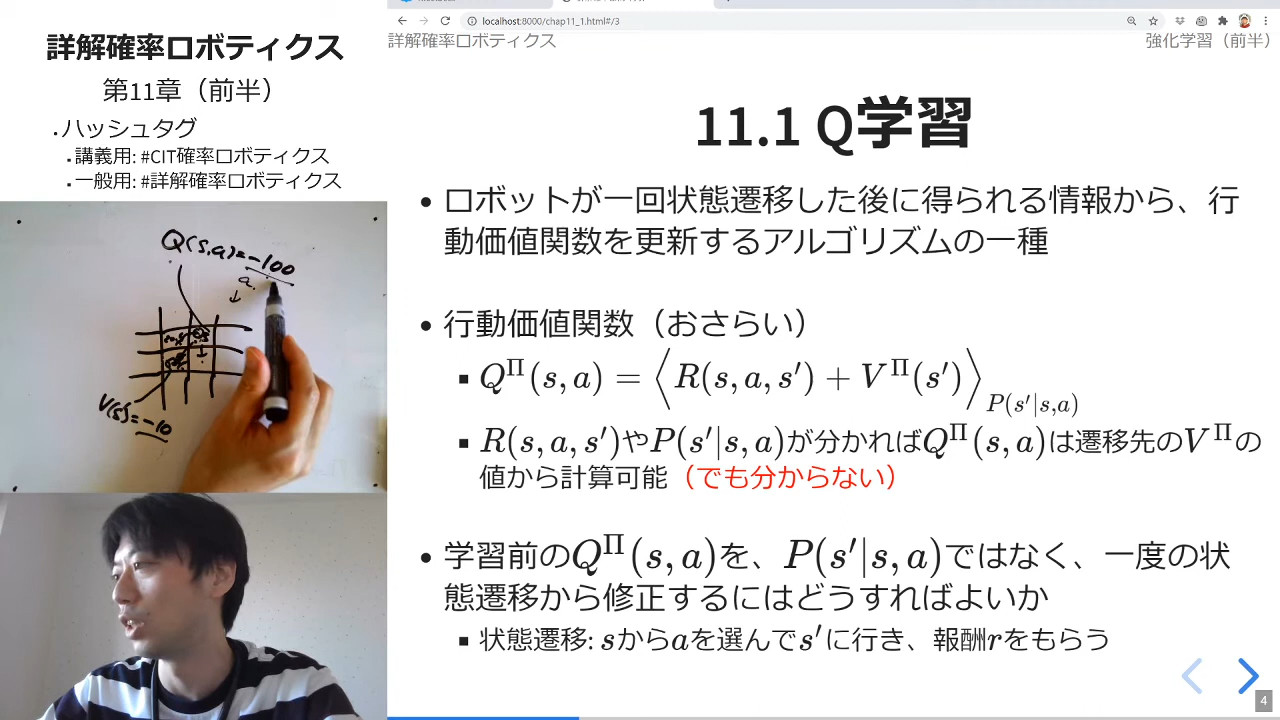 詳解確率ロボティクス
第11章（前半）
ハッシュタグ
講義用: #CIT確率ロボティクス
一般用: #詳解確率ロボティクス
Q(s,a)=-100
a
V(s)=-10
localhost:8000/chap11_1.html#/3
詳解確率ロボティクス
強化学習（前半）
11.1 Q学習
ロボットが一回状態遷移した後に得られる情報から、行
動価値関数を更新するアルゴリズムの一種
行動価値関数（おさらい）
Q^Π(s, a) = ⟨R(s, a, s′) + V^Π(s′)⟩_P(s′|s,a)
R(s, a, s′)やP(s′|s, a)が分かればQ^Π(s, a)は遷移先のV^Πの
値から計算可能（でも分からない）
学習前のQ^Π(s, a)を、P(s′|s, a)ではなく、一度の状
態遷移から修正するにはどうすればよいか
状態遷移: sからaを選んでs′に行き、報酬rをもらう
4